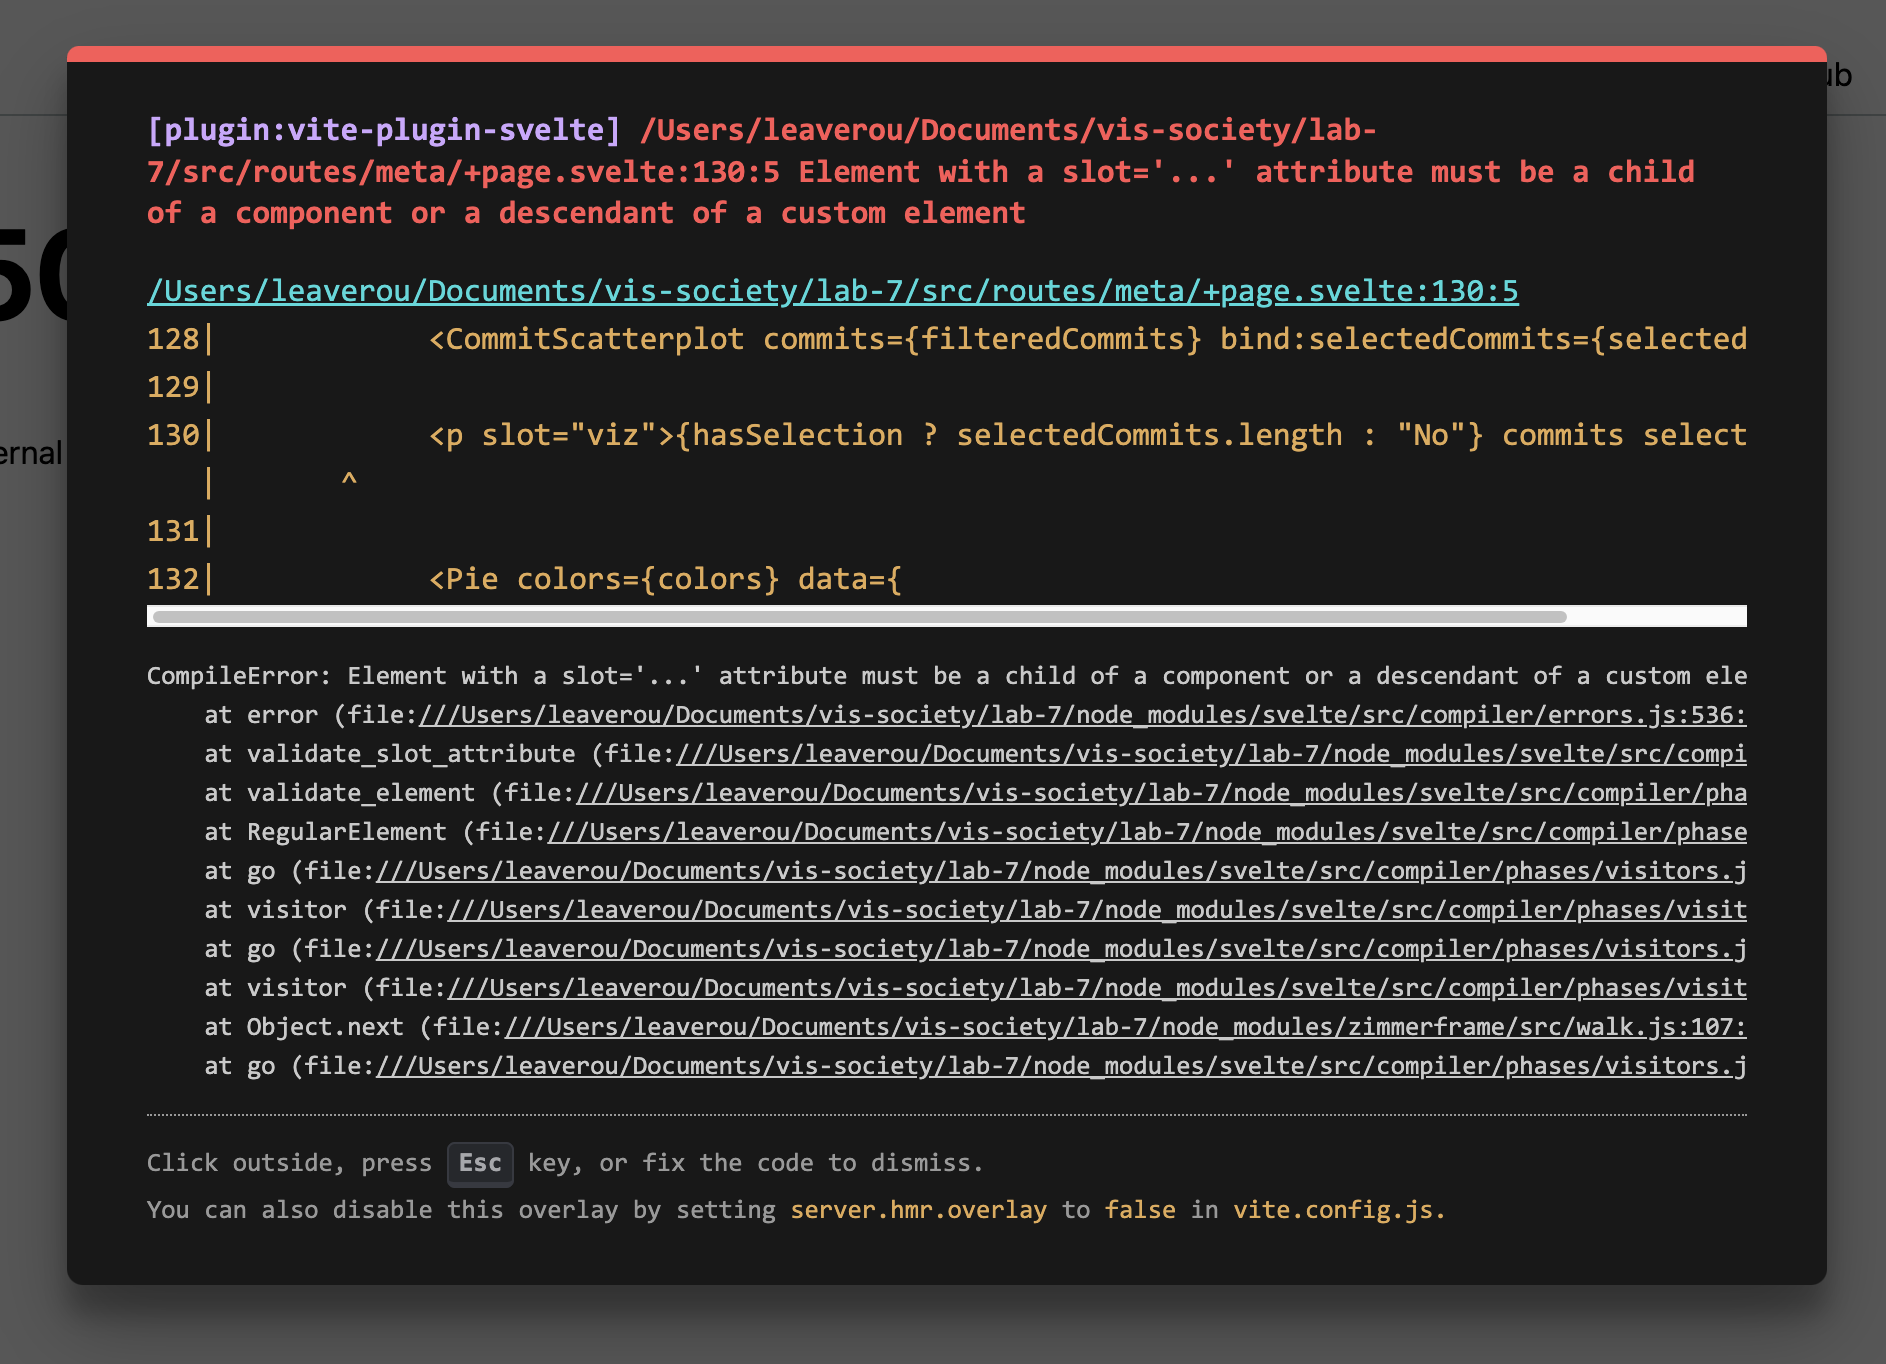 ub
[plugin:vite-plugin-svelte] /Users/leaverou/Documents/vis-society/lab-
7/src/routes/meta/+page.svelte:130:5 Element with a slot='...' attribute must be a child
of a component or a descendant of a custom element
50
/Users/leaverou/Documents/vis-society/lab-7/src/routes/meta/+page.svelte:130:5
128| <CommitScatterplot commits={filteredCommits} bind:selectedCommits={selected
129|
130| <p slot="viz">{hasSelection ? selectedCommits.length : "No"} commits select
ernal
| ^
131|
132| <Pie colors={colors} data={
CompileError: Element with a slot='...' attribute must be a child of a component or a descendant of a custom ele
at error (file:///Users/leaverou/Documents/vis-society/lab-7/node_modules/svelte/src/compiler/errors.js:536:
at validate_slot_attribute (file:///Users/leaverou/Documents/vis-society/lab-7/node_modules/svelte/src/compi
at validate_element (file:///Users/leaverou/Documents/vis-society/lab-7/node_modules/svelte/src/compiler/pha
at RegularElement (file:///Users/leaverou/Documents/vis-society/lab-7/node_modules/svelte/src/compiler/phase
at go (file:///Users/leaverou/Documents/vis-society/lab-7/node_modules/svelte/src/compiler/phases/visitors.j
at visitor (file:///Users/leaverou/Documents/vis-society/lab-7/node_modules/svelte/src/compiler/phases/visit
at go (file:///Users/leaverou/Documents/vis-society/lab-7/node_modules/svelte/src/compiler/phases/visitors.j
at visitor (file:///Users/leaverou/Documents/vis-society/lab-7/node_modules/svelte/src/compiler/phases/visit
at Object.next (file:///Users/leaverou/Documents/vis-society/lab-7/node_modules/zimmerframe/src/walk.js:107:
at go (file:///Users/leaverou/Documents/vis-society/lab-7/node_modules/svelte/src/compiler/phases/visitors.j
Click outside, press Esc key, or fix the code to dismiss.
You can also disable this overlay by setting server.hmr.overlay to false in vite.config.js.